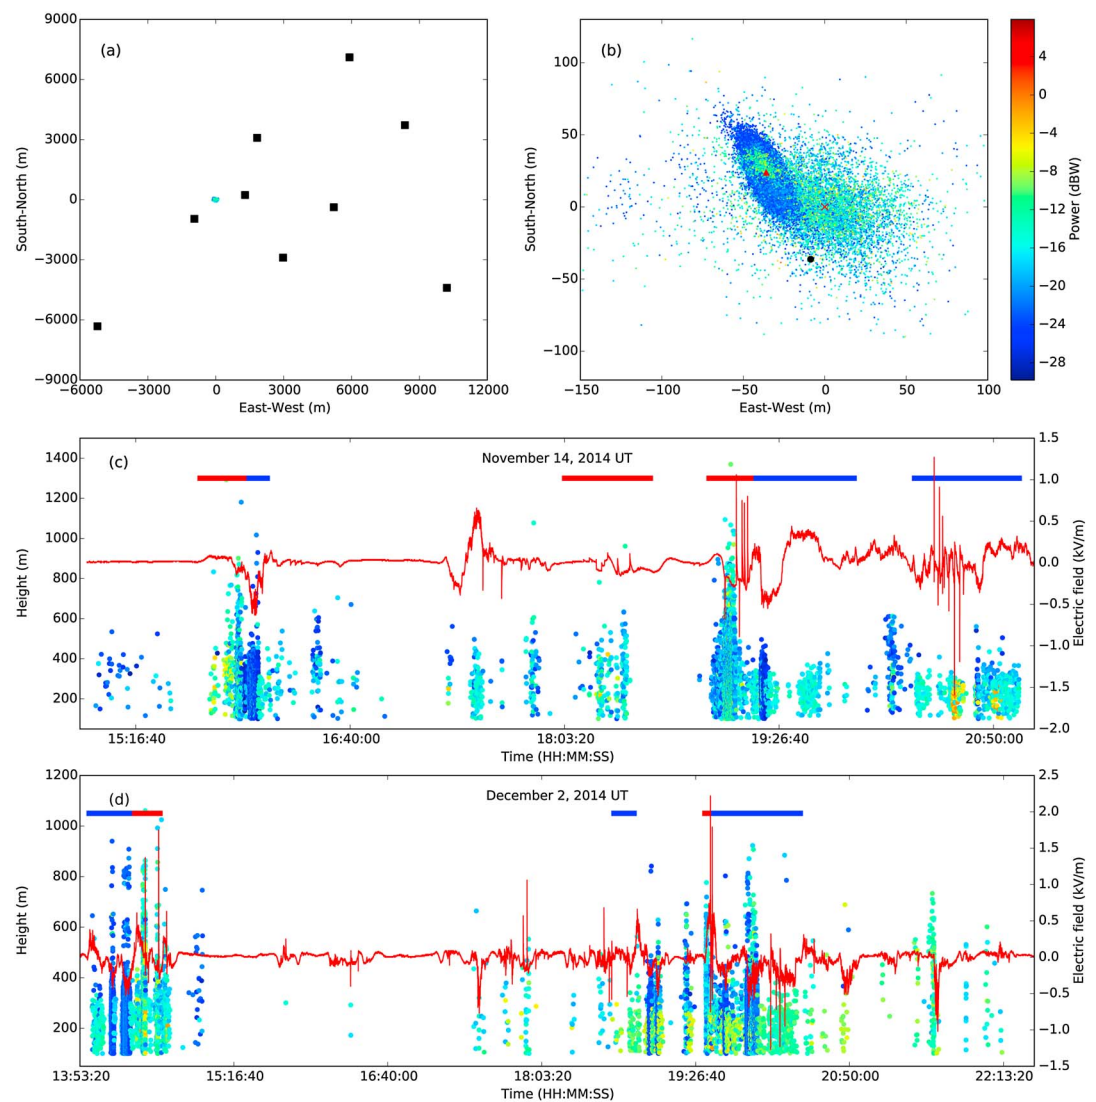 (a)
9000
6000
3000
0
−3000
−6000
−9000
−6000 −3000 0 3000 6000 9000 12000
East-West (m)
South-North (m)
(b)
100
50
0
−50
−100
−150 −100 −50 0 50 100
East-West (m)
South-North (m)
4
0
−4
−8
−12
−16
−20
−24
−28
Power (dBW)
(c)
November 14, 2014 UT
1400
1200
1000
800
600
400
200
Height (m)
1.5
1.0
0.5
0.0
−0.5
−1.0
−1.5
−2.0
Electric field (kV/m)
15:16:40 16:40:00 18:03:20 19:26:40 20:50:00
Time (HH:MM:SS)
(d)
December 2, 2014 UT
1200
1000
800
600
400
200
Height (m)
2.5
2.0
1.5
1.0
0.5
0.0
−0.5
−1.0
−1.5
Electric field (kV/m)
13:53:20 15:16:40 16:40:00 18:03:20 19:26:40 20:50:00 22:13:20
Time (HH:MM:SS)